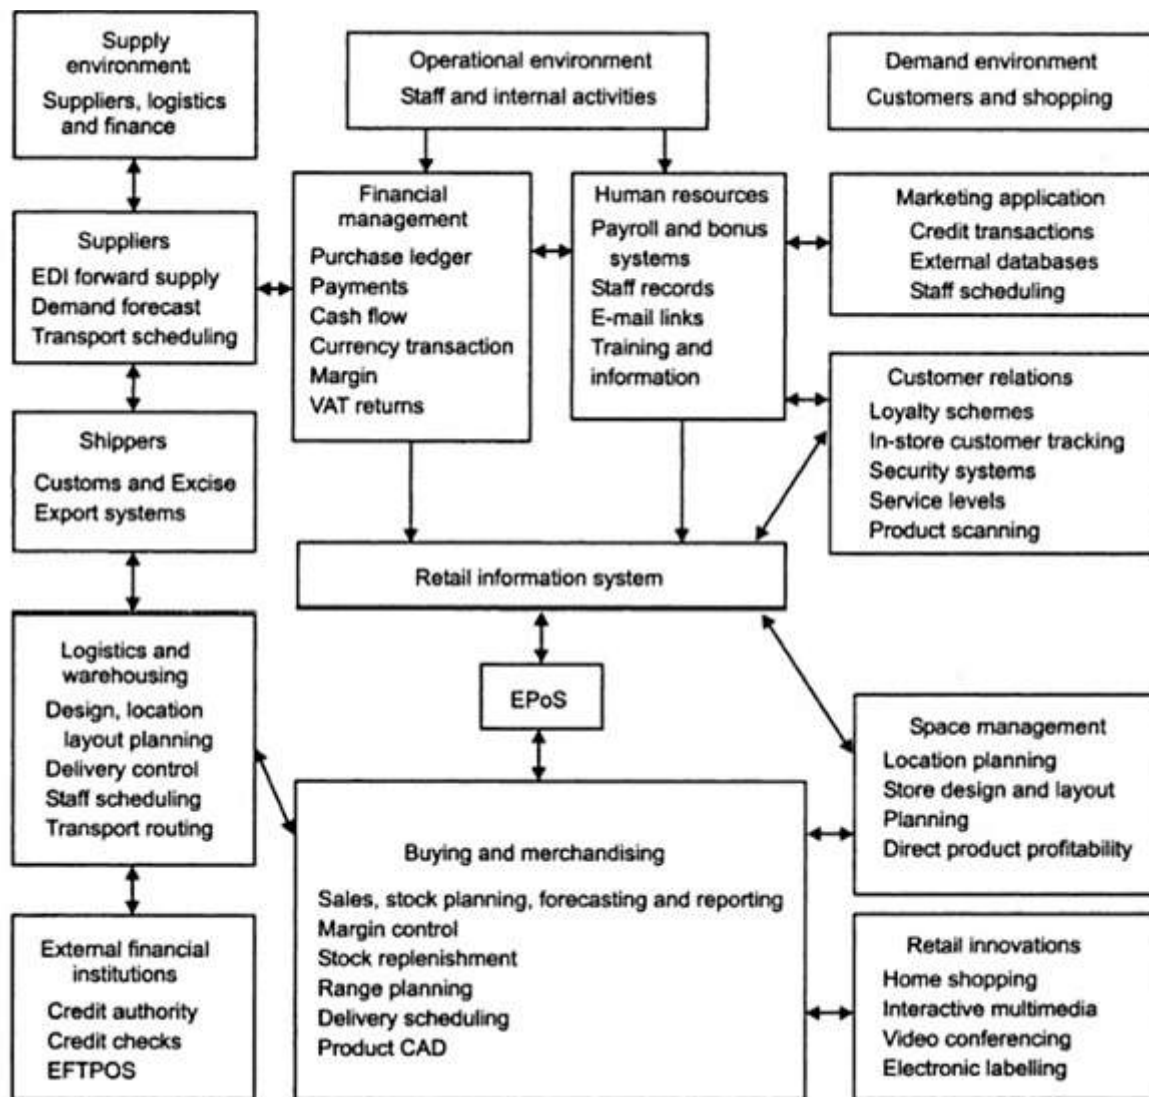 Supply
environment
Suppliers, logistics
and finance
Operational environment
Staff and internal activities
Demand environment
Customers and shopping
Suppliers
EDI forward supply
Demand forecast
Transport scheduling
Financial
management
Purchase ledger
Payments
Cash flow
Currency transaction
Margin
VAT returns
Human resources
Payroll and bonus
systems
Staff records
E-mail links
Training and
information
Marketing application
Credit transactions
External databases
Staff scheduling
Customer relations
Loyalty schemes
In-store customer tracking
Security systems
Service levels
Product scanning
Shippers
Customs and Excise
Export systems
Retail information system
EPoS
Logistics and
warehousing
Design, location
layout planning
Delivery control
Staff scheduling
Transport routing
Space management
Location planning
Store design and layout
Planning
Direct product profitability
Buying and merchandising
Sales, stock planning, forecasting and reporting
Margin control
Stock replenishment
Range planning
Delivery scheduling
Product CAD
External financial
institutions
Credit authority
Credit checks
EFTPOS
Retail innovations
Home shopping
Interactive multimedia
Video conferencing
Electronic labelling